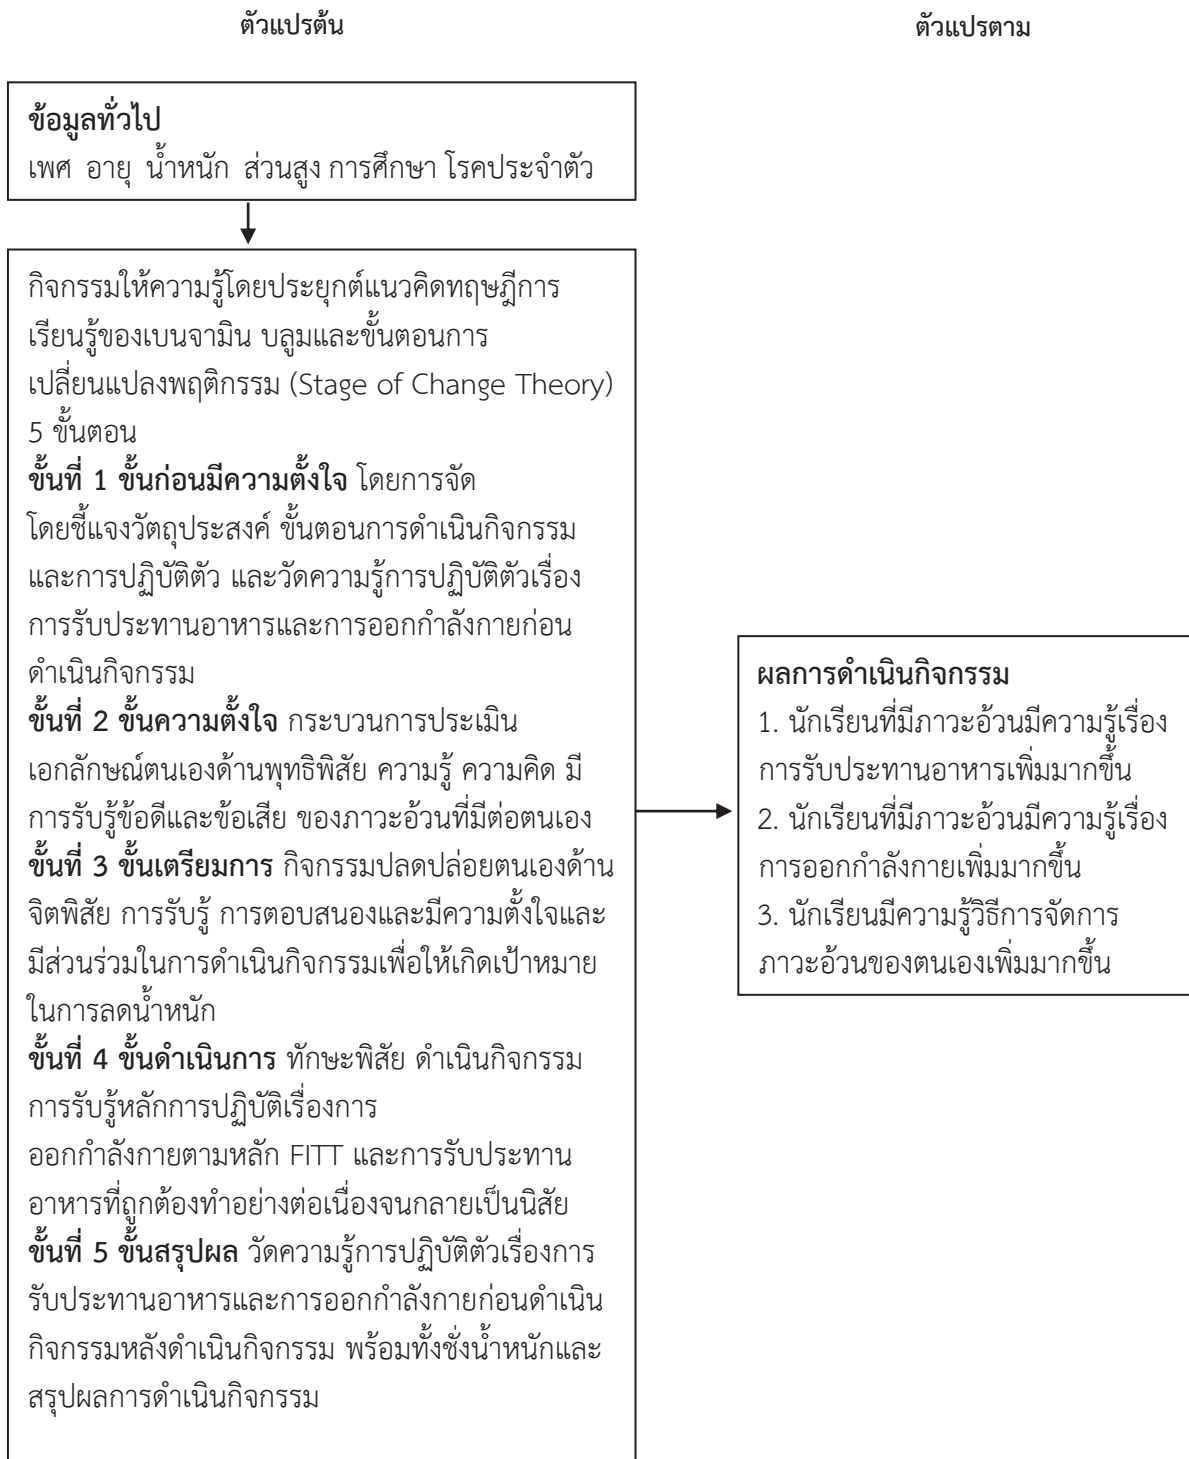 ตัวแปรต้น
ตัวแปรตาม
ข้อมูลทั่วไป
เพศ อายุ น้ำหนัก ส่วนสูง การศึกษา โรคประจำตัว
กิจกรรมให้ความรู้โดยประยุกต์แนวคิดทฤษฎีการ
เรียนรู้ของเบนจามิน บลูมและขั้นตอนการ
เปลี่ยนแปลงพฤติกรรม (Stage of Change Theory)
5 ขั้นตอน
ขั้นที่ 1 ขั้นก่อนมีความตั้งใจ โดยการจัด
โดยชี้แจงวัตถุประสงค์ ขั้นตอนการดำเนินกิจกรรม
และการปฏิบัติตัว และวัดความรู้การปฏิบัติตัวเรื่อง
การรับประทานอาหารและการออกกำลังกายก่อน
ดำเนินกิจกรรม
ขั้นที่ 2 ขั้นความตั้งใจ กระบวนการประเมิน
เอกลักษณ์ตนเองด้านพุทธิพิสัย ความรู้ ความคิด มี
การรับรู้ข้อดีและข้อเสีย ของภาวะอ้วนที่มีต่อตนเอง
ขั้นที่ 3 ขั้นเตรียมการ กิจกรรมปลดปล่อยตนเองด้าน
จิตพิสัย การรับรู้ การตอบสนองและมีความตั้งใจและ
มีส่วนร่วมในการดำเนินกิจกรรมเพื่อให้เกิดเป้าหมาย
ในการลดน้ำหนัก
ขั้นที่ 4 ขั้นดำเนินการ ทักษะพิสัย ดำเนินกิจกรรม
การรับรู้หลักการปฏิบัติเรื่องการ
ออกกำลังกายตามหลัก FITT และการรับประทาน
อาหารที่ถูกต้องทำอย่างต่อเนื่องจนกลายเป็นนิสัย
ขั้นที่ 5 ขั้นสรุปผล วัดความรู้การปฏิบัติตัวเรื่องการ
รับประทานอาหารและการออกกำลังกายก่อนดำเนิน
กิจกรรมหลังดำเนินกิจกรรม พร้อมทั้งชั่งน้ำหนักและ
สรุปผลการดำเนินกิจกรรม
ผลการดำเนินกิจกรรม
1. นักเรียนที่มีภาวะอ้วนมีความรู้เรื่อง
การรับประทานอาหารเพิ่มมากขึ้น
2. นักเรียนที่มีภาวะอ้วนมีความรู้เรื่อง
การออกกำลังกายเพิ่มมากขึ้น
3. นักเรียนมีความรู้วิธีการจัดการ
ภาวะอ้วนของตนเองเพิ่มมากขึ้น